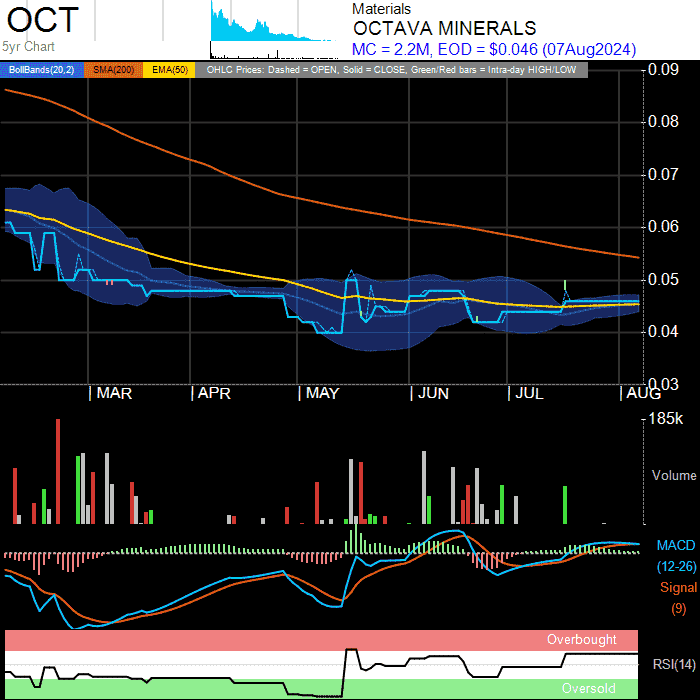 OCT
5yr Chart
Materials
OCTAVA MINERALS
MC = 2.2M, EOD = $0.046 (07Aug2024)
BollBands(20,2) SMA(200) EMA(50) OHLC Prices: Dashed = OPEN, Solid = CLOSE, Green/Red bars = Intra-day HIGH/LOW
0.09
0.08
0.07
0.06
0.05
0.04
0.03
MAR APR MAY JUN JUL AUG
185k
Volume
MACD
(12-26)
Signal
(9)
Overbought
RSI(14)
Oversold